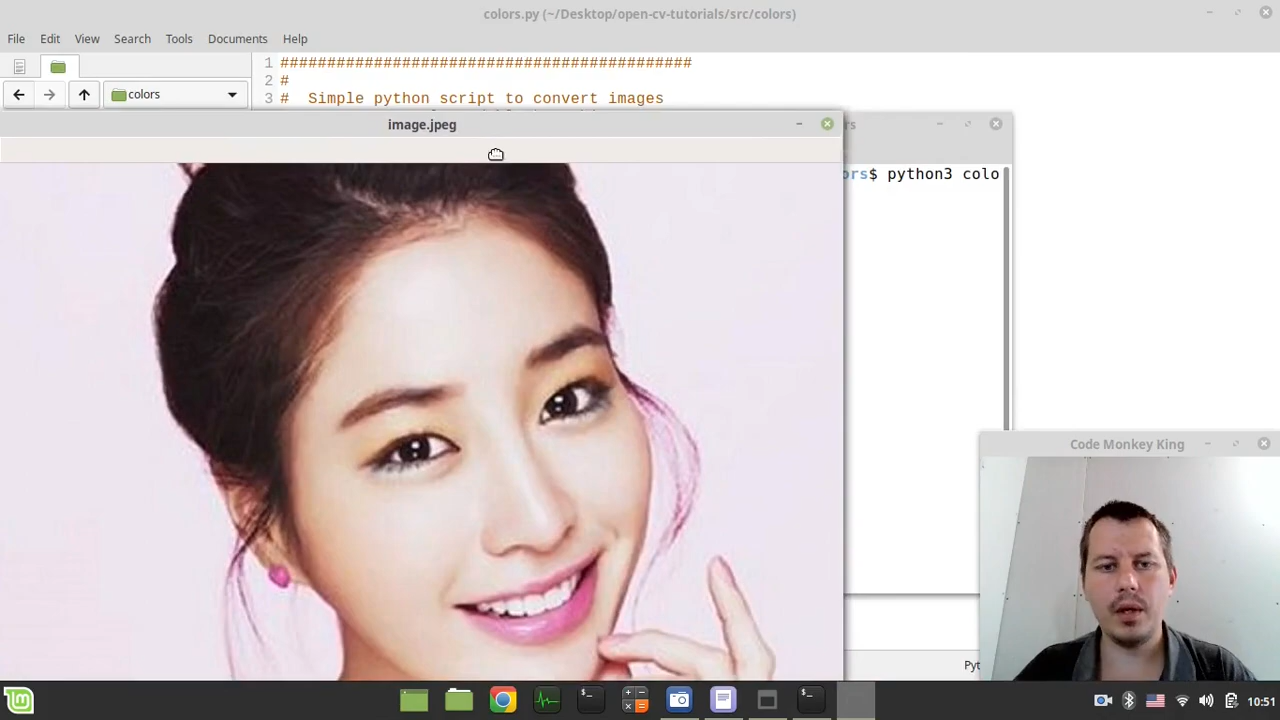 colors.py (~/Desktop/open-cv-tutorials/src/colors)
File Edit View Search Tools Documents Help
colors
1 ############################################
2 #
3 #  Simple python script to convert images
image.jpeg
rs
ors$ python3 colo
Code Monkey King
Pyt
10:51